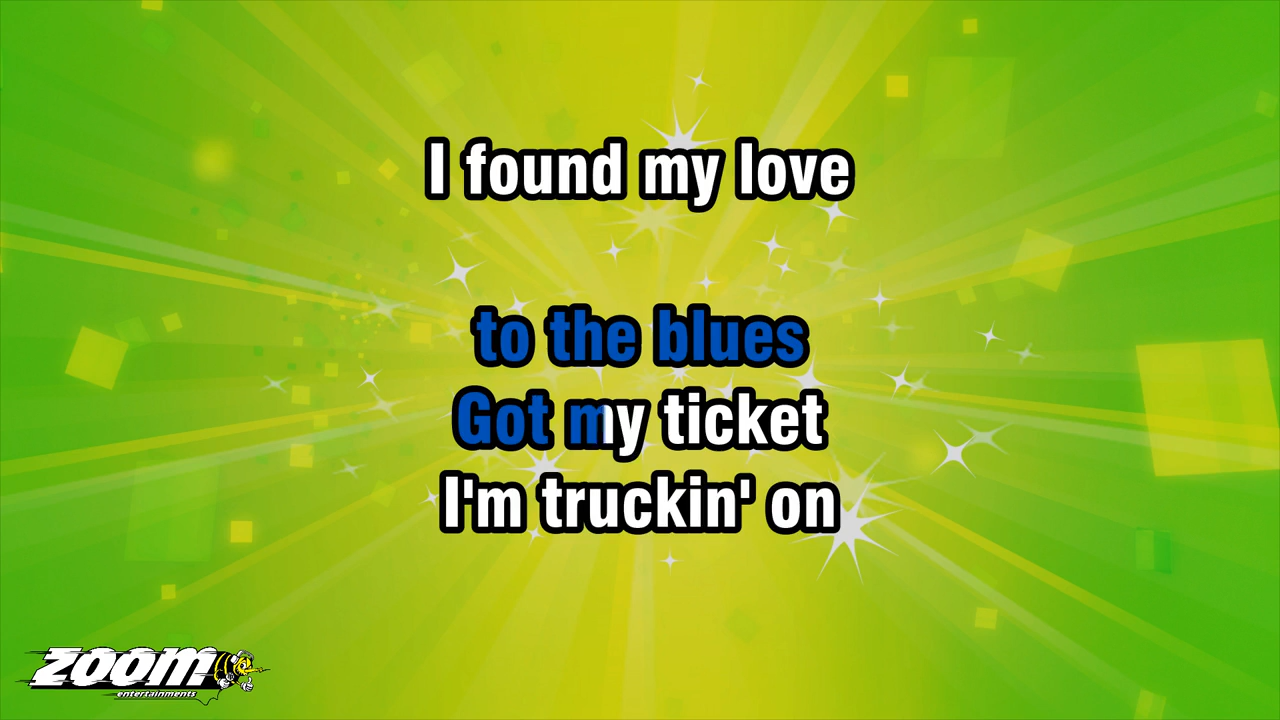 I found my love
to the blues
Got my ticket
I'm truckin' on
ZOOM
entertainments